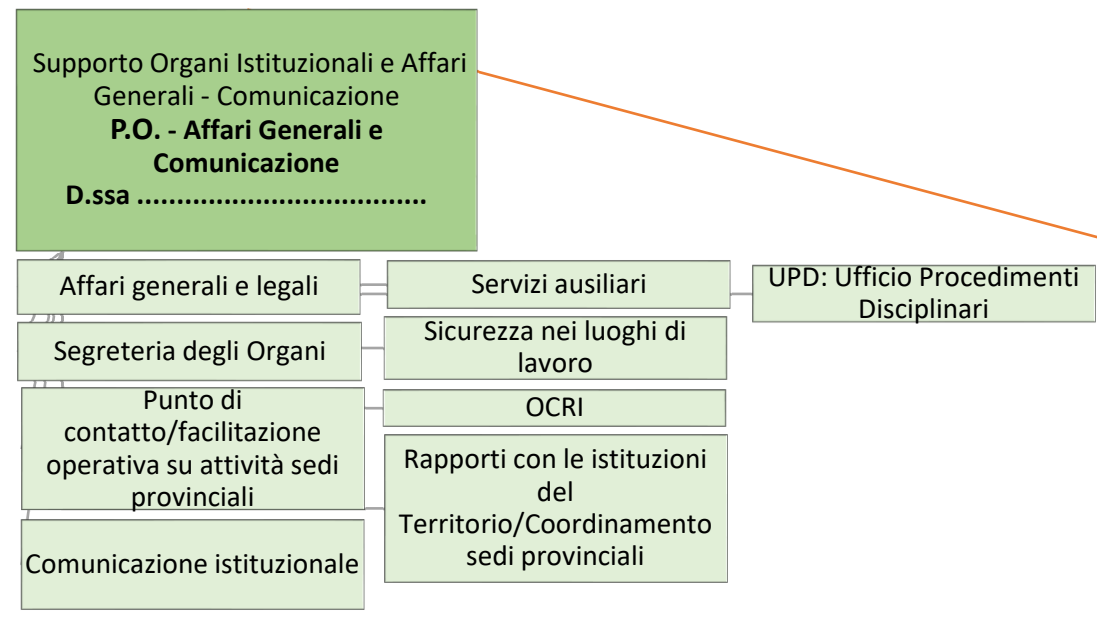 Supporto Organi Istituzionali e Affari
Generali - Comunicazione
P.O. - Affari Generali e
Comunicazione
D.ssa .....................................
Affari generali e legali
Servizi ausiliari
UPD: Ufficio Procedimenti
Disciplinari
Segreteria degli Organi
Sicurezza nei luoghi di
lavoro
Punto di
contatto/facilitazione
operativa su attività sedi
provinciali
OCRI
Rapporti con le istituzioni
del
Territorio/Coordinamento
sedi provinciali
Comunicazione istituzionale